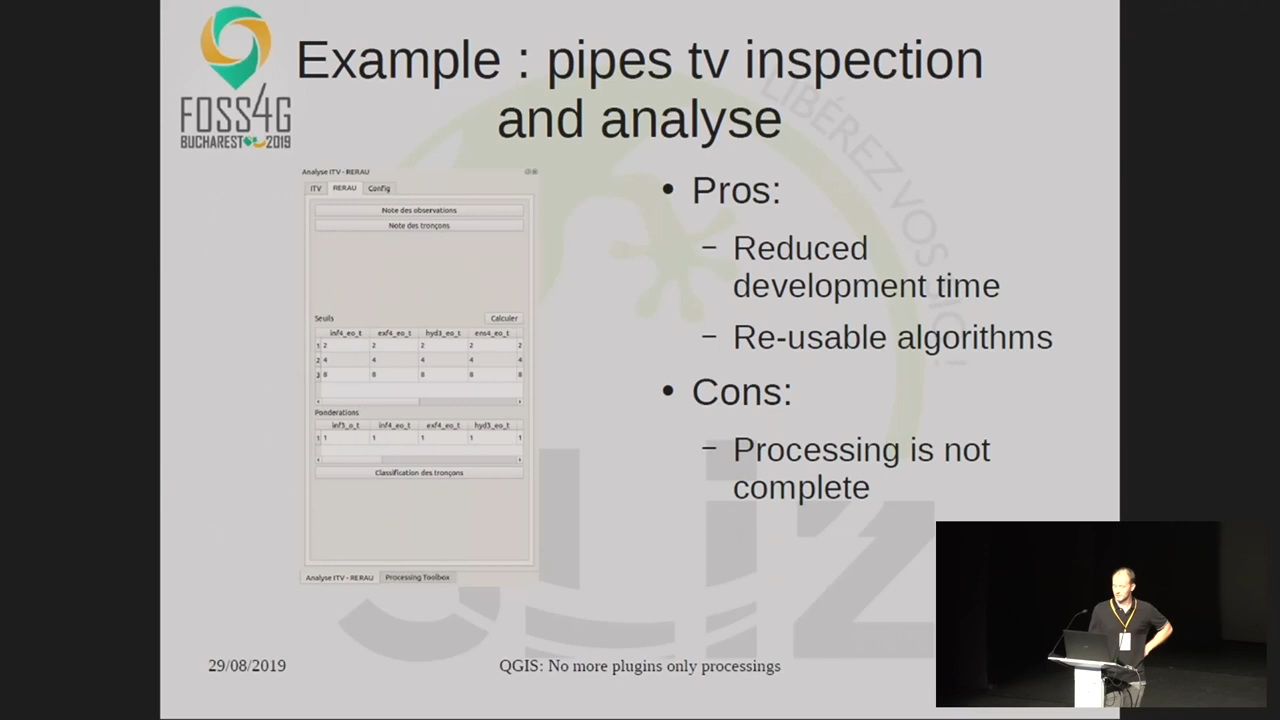 FOSS4G
BUCHAREST 2019
Example : pipes tv inspection
and analyse
LIBÉREZ VOS
Analyse ITV - RERAU
ITV RERAU Config
Note des observations
Note des tronçons
Seuils Calculer
inf4_eo_t exf4_eo_t hyd3_eo_t ens4_eo_t
1 2 2 2 2 2
2 4 4 4 4 4
3 8 8 8 8 8
Ponderations
inf3_o_t inf4_eo_t exf4_eo_t hyd3_eo_t
1 1 1 1 1 1
Classification des tronçons
Analyse ITV - RERAU Processing Toolbox
• Pros:
– Reduced
development time
– Re-usable algorithms
• Cons:
– Processing is not
complete
29/08/2019
QGIS: No more plugins only processings